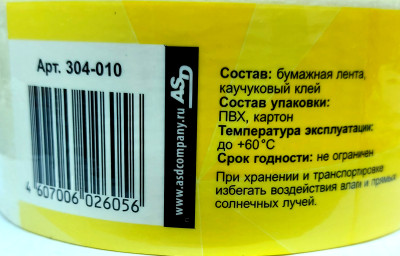 Арт. 304-010
4 607006 026056
www.asdcompany.ru ASD
Состав: бумажная лента,
каучуковый клей
Состав упаковки:
ПВХ, картон
Температура эксплуатации:
до +60°С
Срок годности: не ограничен
При хранении и транспортировке
избегать воздействия влаги и прямых
солнечных лучей.